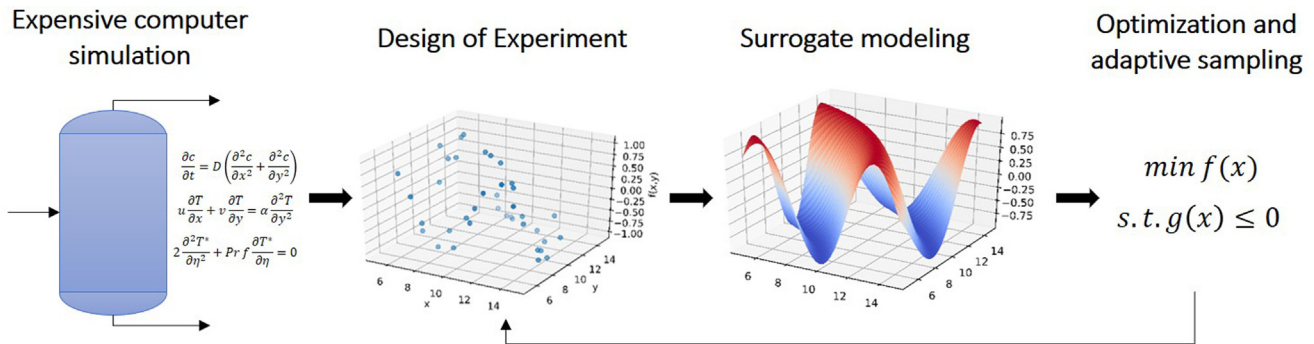 Expensive computer
simulation
Design of Experiment
Surrogate modeling
Optimization and
adaptive sampling
∂c/∂t = D(∂²c/∂x² + ∂²c/∂y²)
u ∂T/∂x + v ∂T/∂y = α ∂²T/∂y²
2 ∂²T*/∂η² + Pr f ∂T*/∂η = 0
1.00
0.75
0.50
0.25
0.00
−0.25
−0.50
−0.75
−1.00
f(x,y)
6
8
10
12
14
x
6
8
10
12
14
y
0.75
0.50
0.25
0.00
−0.25
−0.50
−0.75
6
8
10
12
14
6
8
10
12
14
min f(x)
s.t. g(x) ≤ 0